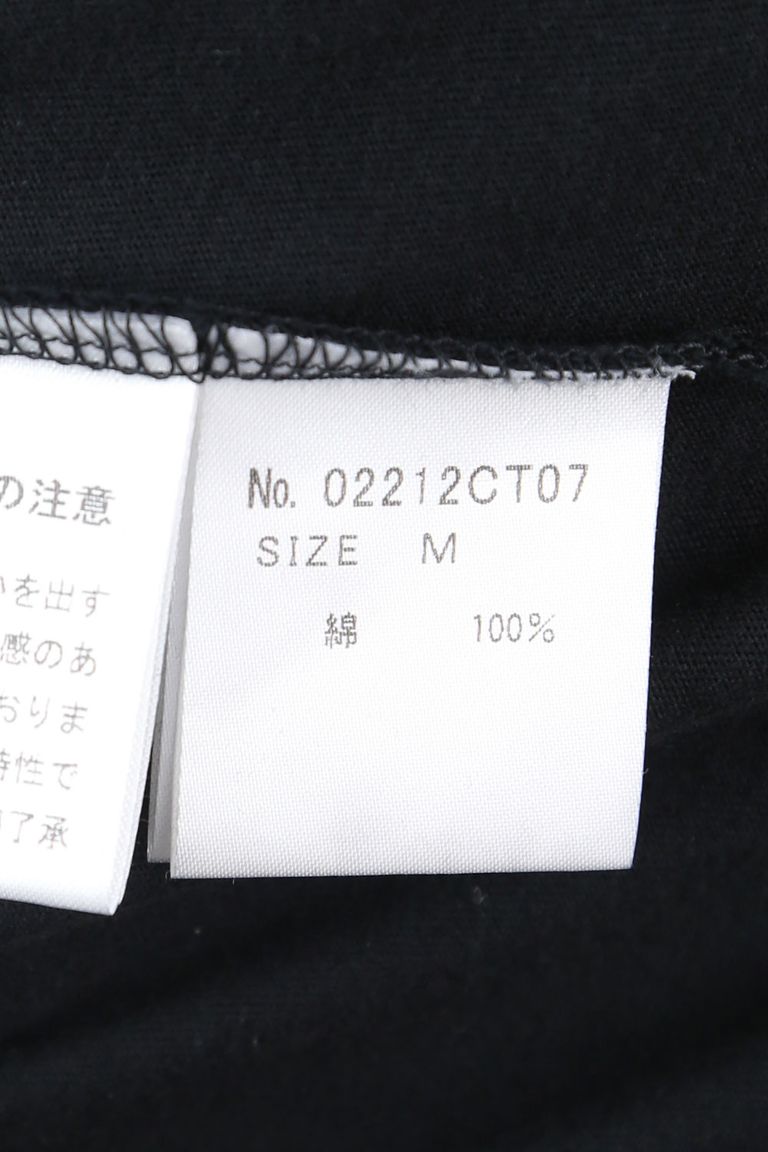 の注意
を出す
感のあ
おりま
特性で
了承
No. 02212CT07
SIZE M
綿 100%